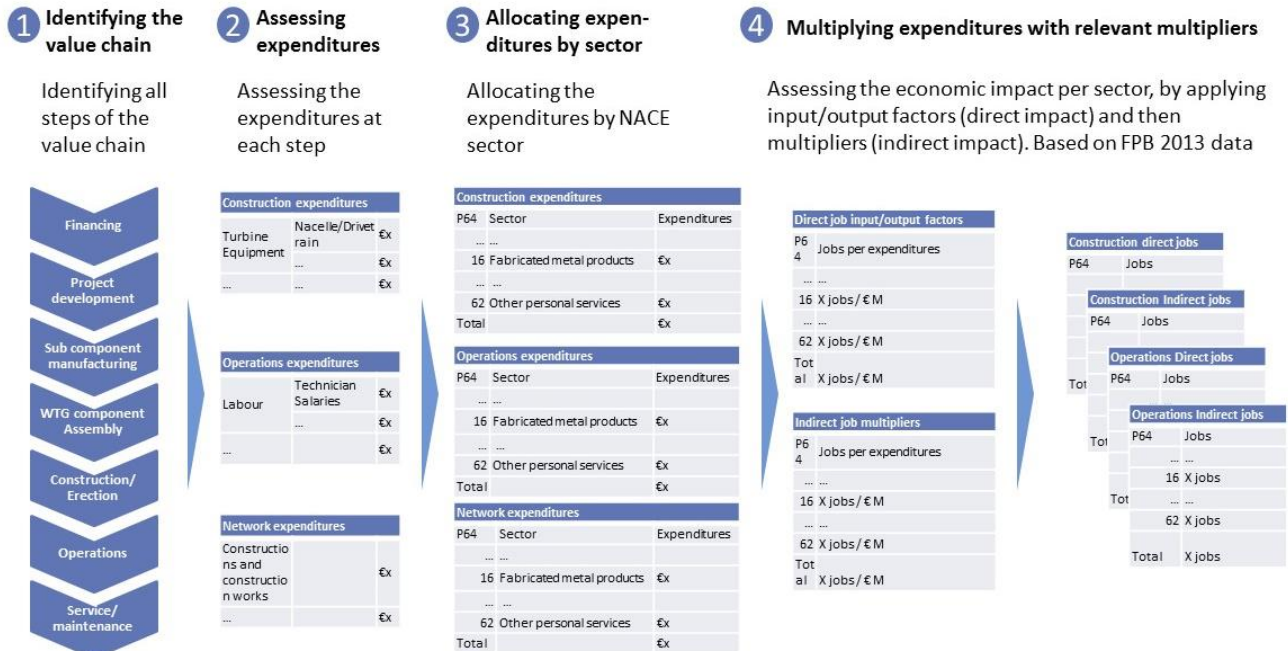 1 Identifying the
value chain
Identifying all
steps of the
value chain
Financing
Project
development
Sub component
manufacturing
WTG component
Assembly
Construction/
Erection
Operations
Service/
maintenance
2 Assessing
expenditures
Assessing the
expenditures at
each step
Construction expenditures
Turbine
Equipment
Nacelle/Drivet
rain
€x
... €x
... ... €x
Operations expenditures
Labour
Technician
Salaries
€x
... €x
... €x
Network expenditures
Constructio
ns and
constructio
n works
€x
... €x
3 Allocating expen-
ditures by sector
Allocating the
expenditures by NACE
sector
Construction expenditures
P64 Sector Expenditures
... ...
16 Fabricated metal products €x
... ...
62 Other personal services €x
Total €x
Operations expenditures
P64 Sector Expenditures
... ...
16 Fabricated metal products €x
... ...
62 Other personal services €x
Total €x
Network expenditures
P64 Sector Expenditures
... ...
16 Fabricated metal products €x
... ...
62 Other personal services €x
Total €x
4 Multiplying expenditures with relevant multipliers
Assessing the economic impact per sector, by applying
input/output factors (direct impact) and then
multipliers (indirect impact). Based on FPB 2013 data
Direct job input/output factors
P6
4 Jobs per expenditures
... ...
16 X jobs / € M
... ...
62 X jobs / € M
Tot
al X jobs / € M
Indirect job multipliers
P6
4 Jobs per expenditures
... ...
16 X jobs / € M
... ...
62 X jobs / € M
Tot
al X jobs / € M
Construction direct jobs
P64 Jobs
Tot
Construction Indirect jobs
P64 Jobs
Tot
Operations Direct jobs
P64 Jobs
Tot
Operations Indirect jobs
P64 Jobs
... ...
16 X jobs
... ...
62 X jobs
Total X jobs